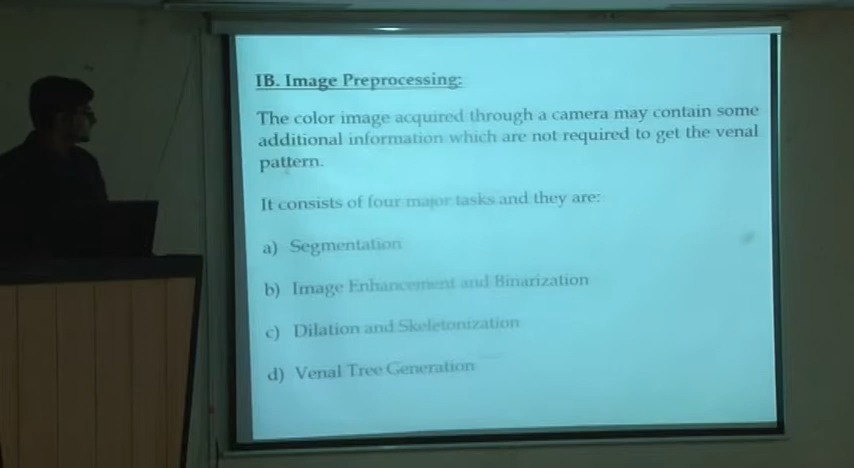 IB. Image Preprocessing:
The color image acquired through a camera may contain some
additional information which are not required to get the venal
pattern.
It consists of four major tasks and they are:
a) Segmentation
b) Image Enhancement and Binarization
c) Dilation and Skeletonization
d) Venal Tree Generation